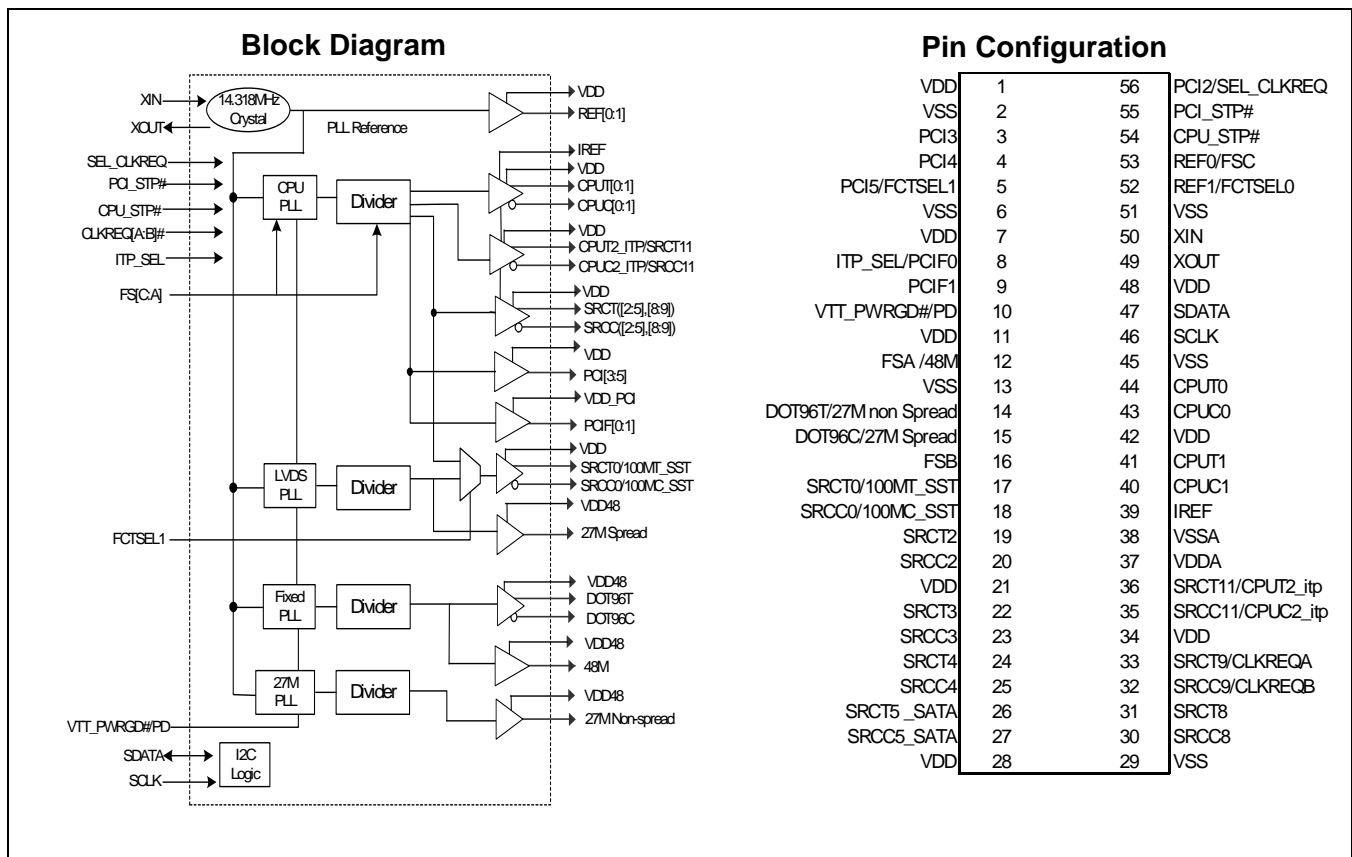 Block Diagram
XIN
XOUT
14.318MHz
Crystal
PLL Reference
VDD
REF[0:1]
SEL_CLKREQ
PCI_STP#
CPU_STP#
CLKREQ[A:B]#
ITP_SEL
FS[C:A]
CPU
PLL
Divider
IREF
VDD
CPUT[0:1]
CPUC[0:1]
VDD
CPUT2_ITP/SRCT11
CPUC2_ITP/SRCC11
VDD
SRCT([2:5],[8:9])
SRCC([2:5],[8:9])
VDD
PCI[3:5]
VDD_PCI
PCIF[0:1]
LVDS
PLL
Divider
VDD
SRCT0/100MT_SST
SRCC0/100MC_SST
VDD48
27M Spread
FCTSEL1
Fixed
PLL
Divider
VDD48
DOT96T
DOT96C
VDD48
48M
27M
PLL
Divider
VDD48
27M Non-spread
VTT_PWRGD#/PD
SDATA
SCLK
I2C
Logic
Pin Configuration
VDD 1 56 PCI2/SEL_CLKREQ
VSS 2 55 PCI_STP#
PCI3 3 54 CPU_STP#
PCI4 4 53 REF0/FSC
PCI5/FCTSEL1 5 52 REF1/FCTSEL0
VSS 6 51 VSS
VDD 7 50 XIN
ITP_SEL/PCIF0 8 49 XOUT
PCIF1 9 48 VDD
VTT_PWRGD#/PD 10 47 SDATA
VDD 11 46 SCLK
FSA /48M 12 45 VSS
VSS 13 44 CPUT0
DOT96T/27M non Spread 14 43 CPUC0
DOT96C/27M Spread 15 42 VDD
FSB 16 41 CPUT1
SRCT0/100MT_SST 17 40 CPUC1
SRCC0/100MC_SST 18 39 IREF
SRCT2 19 38 VSSA
SRCC2 20 37 VDDA
VDD 21 36 SRCT11/CPUT2_itp
SRCT3 22 35 SRCC11/CPUC2_itp
SRCC3 23 34 VDD
SRCT4 24 33 SRCT9/CLKREQA
SRCC4 25 32 SRCC9/CLKREQB
SRCT5 _SATA 26 31 SRCT8
SRCC5_SATA 27 30 SRCC8
VDD 28 29 VSS